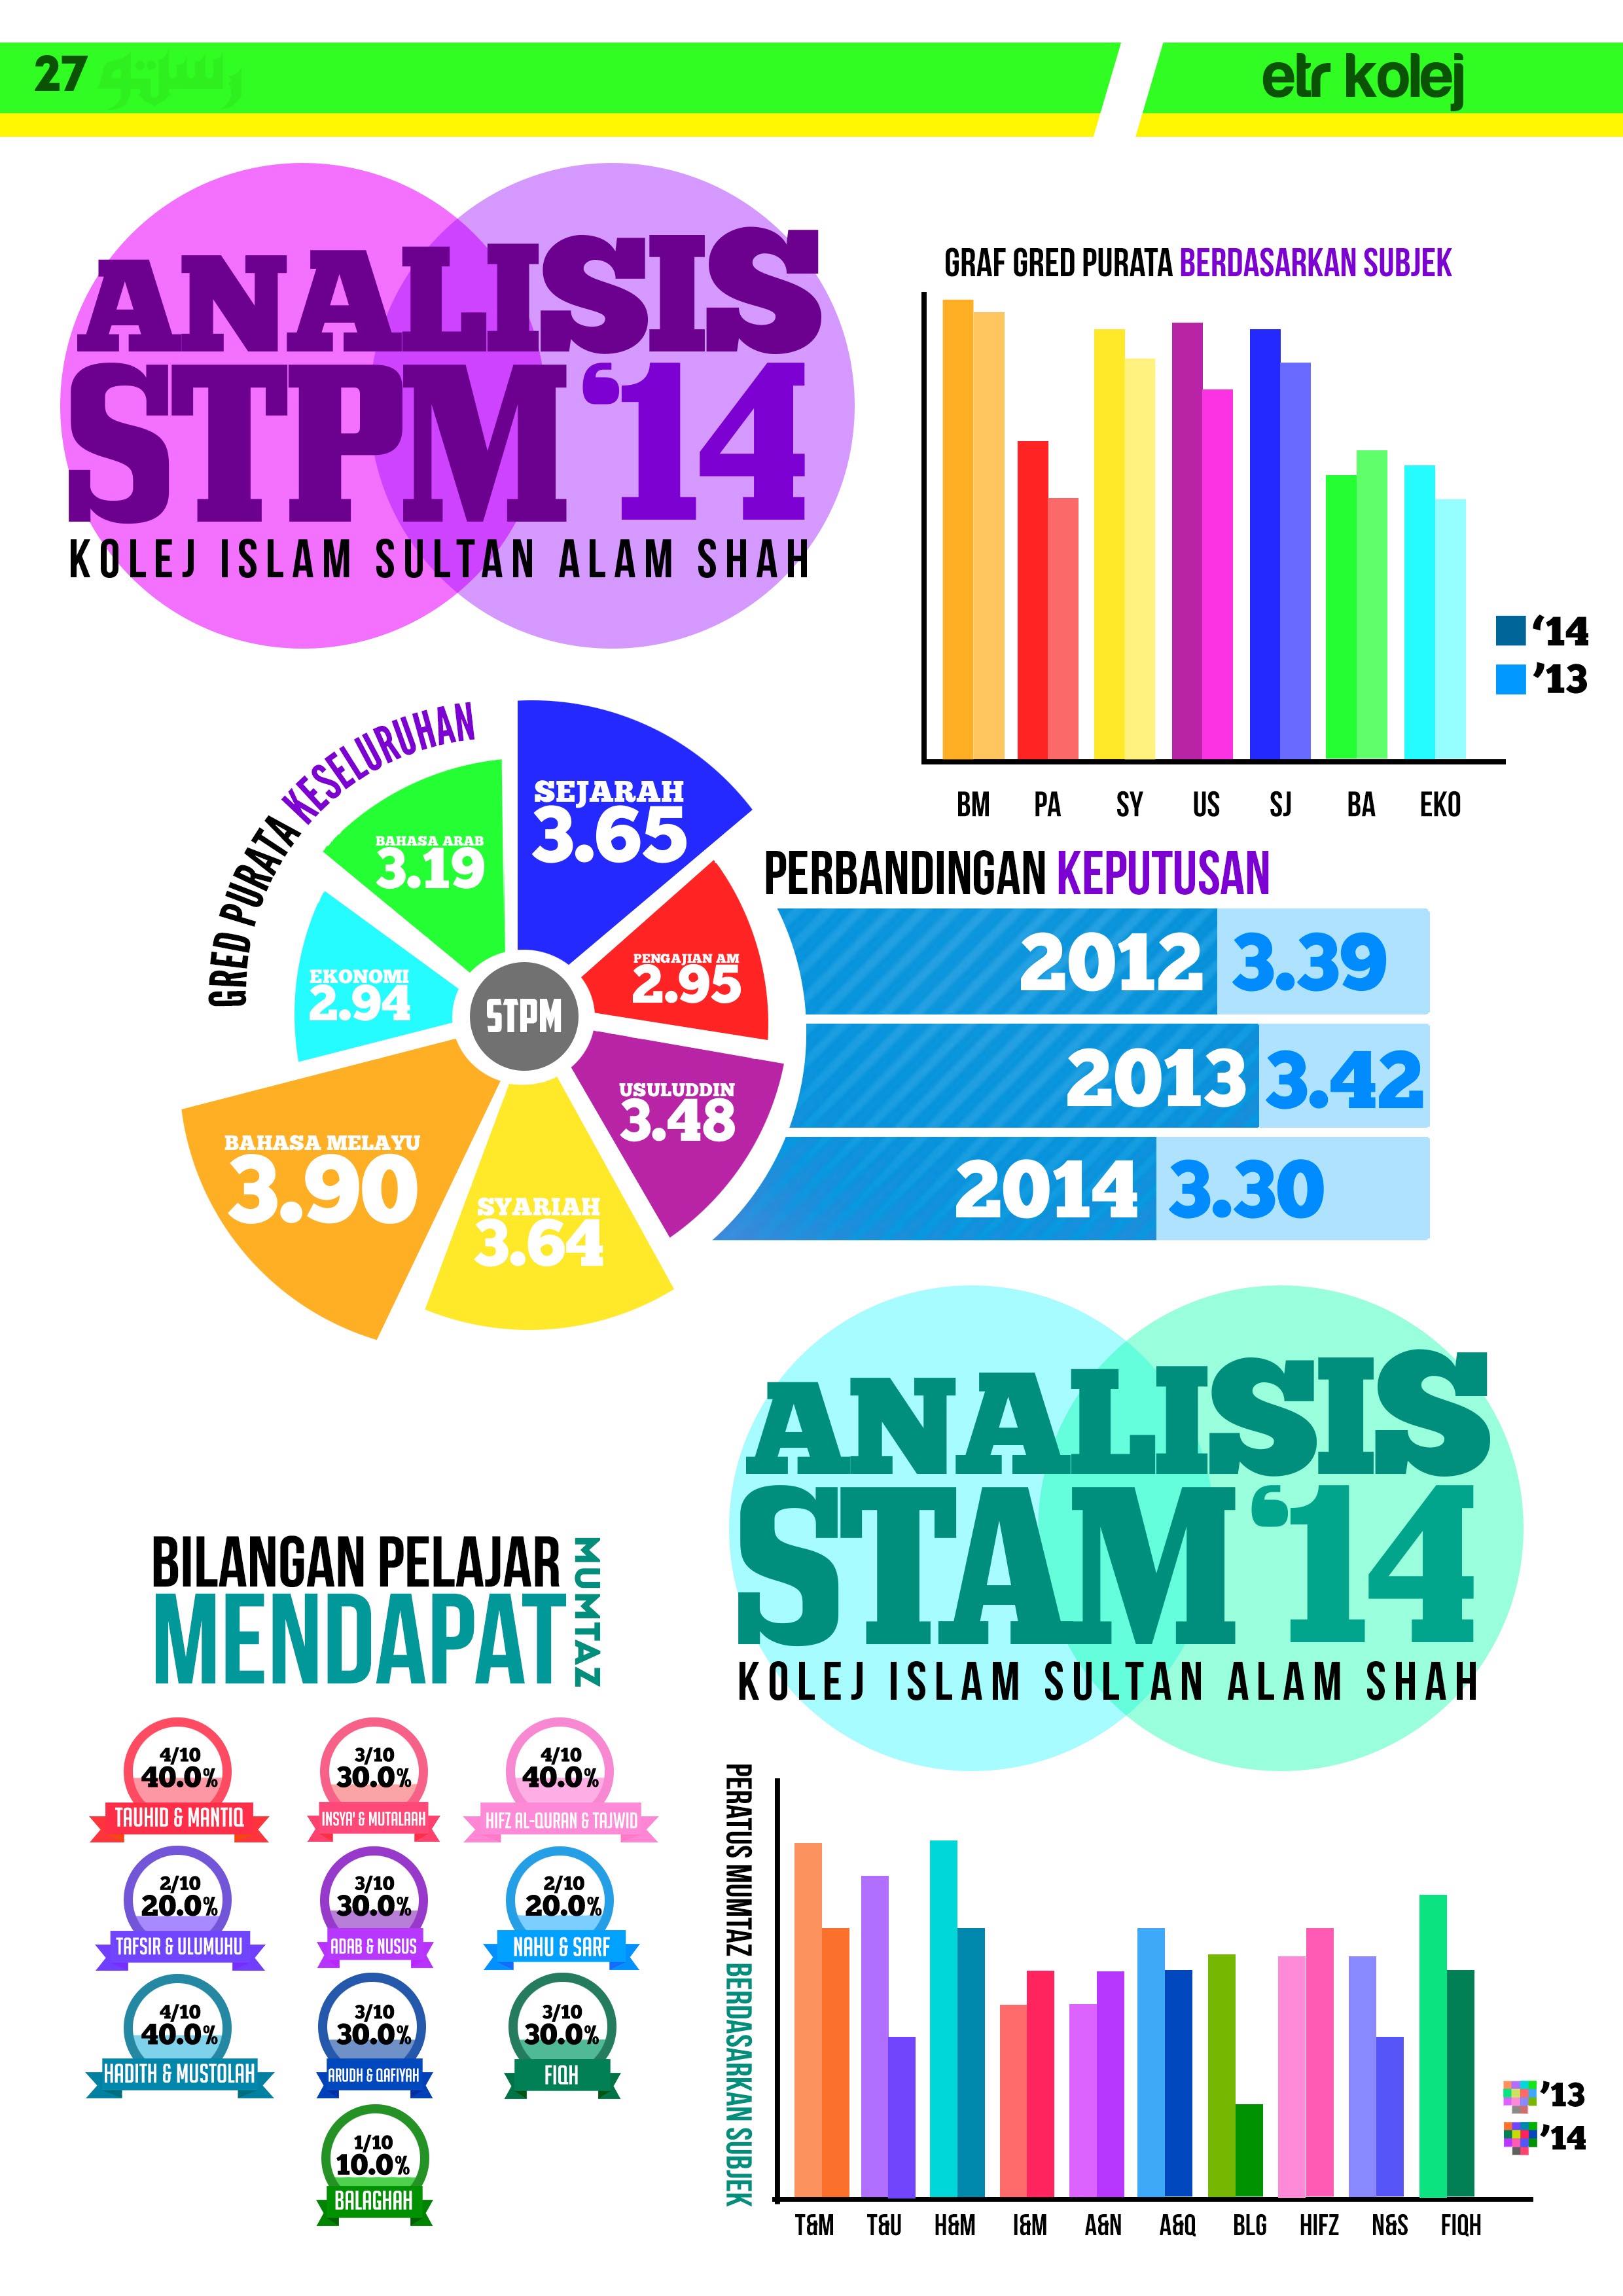 27 رسايتو
etr kolej
ANALISIS
STPM ‘14
KOLEJ ISLAM SULTAN ALAM SHAH
GRAF GRED PURATA BERDASARKAN SUBJEK
‘14
’13
BM PA SY US SJ BA EKO
GRED PURATA KESELURUHAN
SEJARAH
3.65
BAHASA ARAB
3.19
PENGAJIAN AM
2.95
EKONOMI
2.94
STPM
USULUDDIN
3.48
BAHASA MELAYU
3.90
SYARIAH
3.64
PERBANDINGAN KEPUTUSAN
2012 3.39
2013 3.42
2014 3.30
ANALISIS
STAM ‘14
KOLEJ ISLAM SULTAN ALAM SHAH
BILANGAN PELAJAR
MENDAPAT
MUMTAZ
4/10
40.0%
TAUHID & MANTIQ
3/10
30.0%
INSYA' & MUTALAAH
4/10
40.0%
HIFZ AL-QURAN & TAJWID
2/10
20.0%
TAFSIR & ULUMUHU
3/10
30.0%
ADAB & NUSUS
2/10
20.0%
NAHU & SARF
4/10
40.0%
HADITH & MUSTOLAH
3/10
30.0%
ARUDH & QAFIYAH
3/10
30.0%
FIQH
1/10
10.0%
BALAGHAH
PERATUS MUMTAZ BERDASARKAN SUBJEK
’13
’14
T&M T&U H&M I&M A&N A&Q BLG HIFZ N&S FIQH